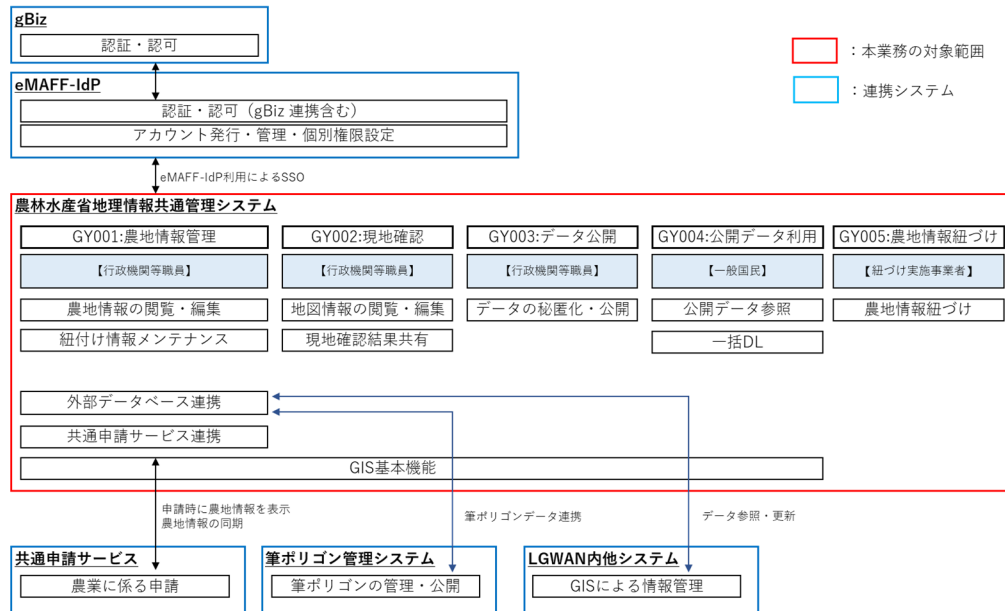 gBiz
認証・認可
：本業務の対象範囲
：連携システム
eMAFF-IdP
認証・認可（gBiz 連携含む）
アカウント発行・管理・個別権限設定
eMAFF-IdP利用によるSSO
農林水産省地理情報共通管理システム
GY001:農地情報管理
GY002:現地確認
GY003:データ公開
GY004:公開データ利用
GY005:農地情報紐づけ
【行政機関等職員】
【行政機関等職員】
【行政機関等職員】
【一般国民】
【紐づけ実施事業者】
農地情報の閲覧・編集
地図情報の閲覧・編集
データの秘匿化・公開
公開データ参照
農地情報紐づけ
紐付け情報メンテナンス
現地確認結果共有
一括DL
外部データベース連携
共通申請サービス連携
GIS基本機能
申請時に農地情報を表示
農地情報の同期
筆ポリゴンデータ連携
データ参照・更新
共通申請サービス
農業に係る申請
筆ポリゴン管理システム
筆ポリゴンの管理・公開
LGWAN内他システム
GISによる情報管理